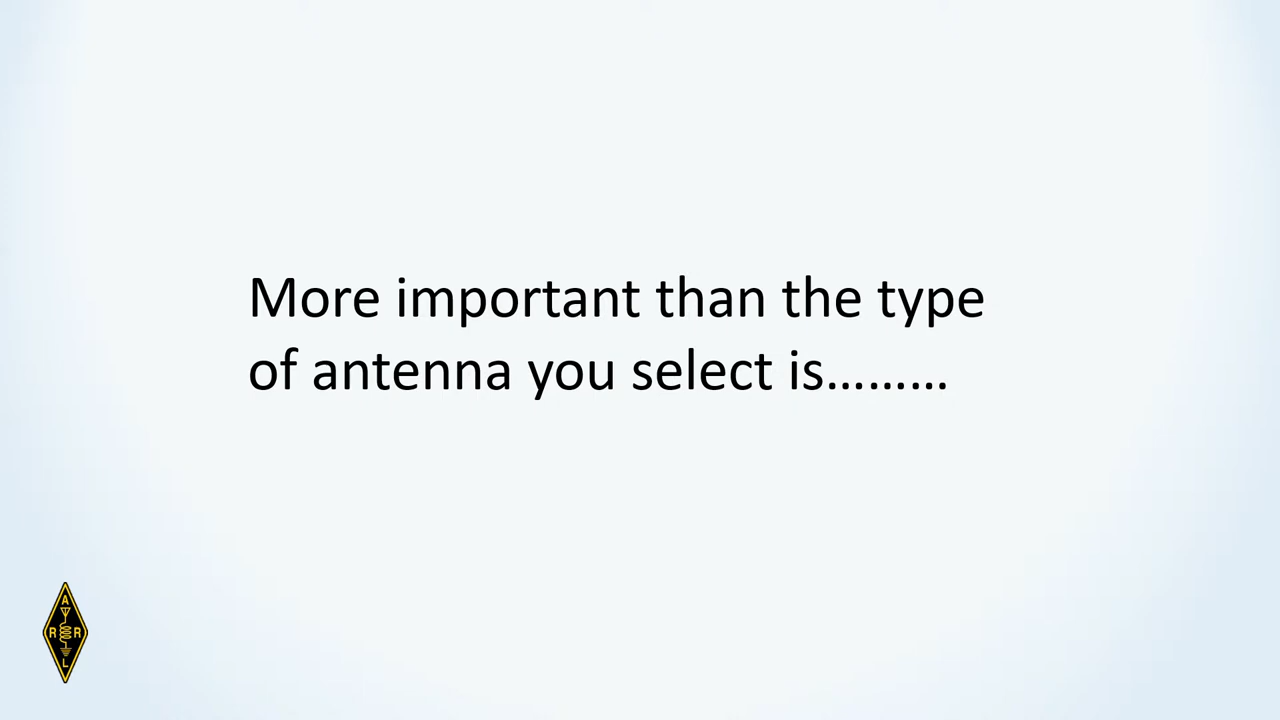 More important than the type
of antenna you select is………
A
R R
L